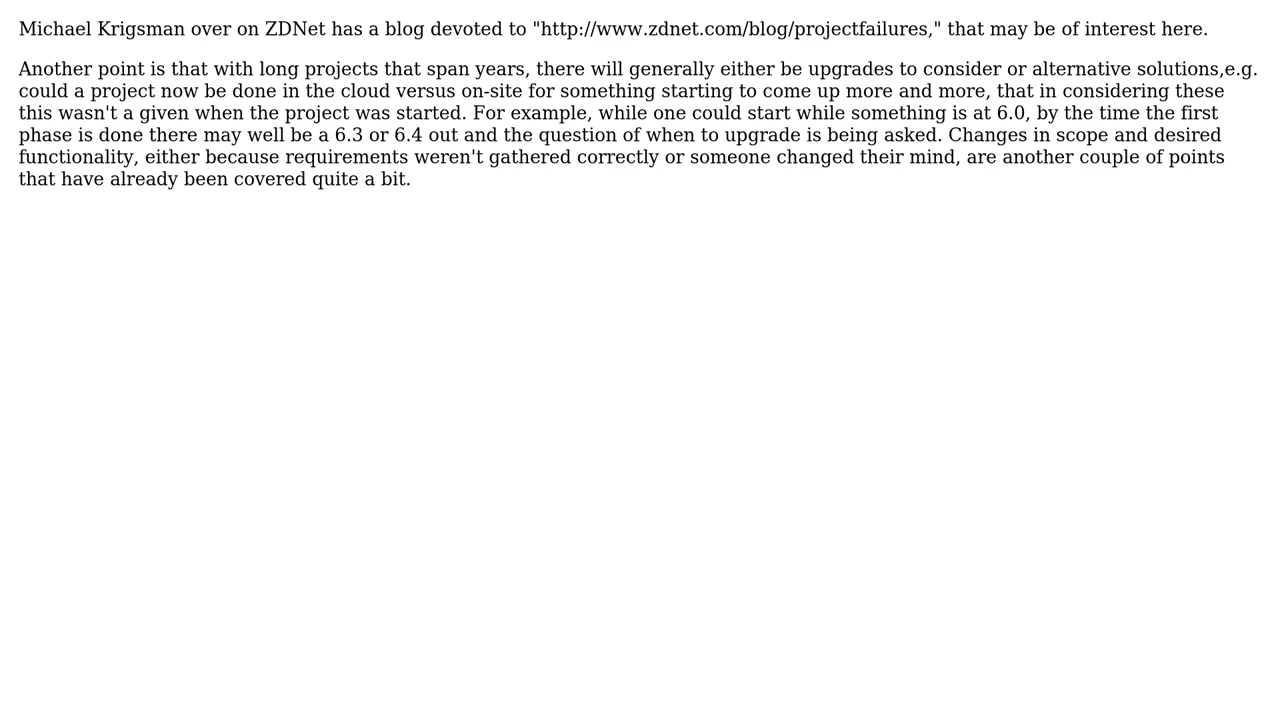 Michael Krigsman over on ZDNet has a blog devoted to "http://www.zdnet.com/blog/projectfailures," that may be of interest here.
Another point is that with long projects that span years, there will generally either be upgrades to consider or alternative solutions,e.g.
could a project now be done in the cloud versus on-site for something starting to come up more and more, that in considering these
this wasn't a given when the project was started. For example, while one could start while something is at 6.0, by the time the first
phase is done there may well be a 6.3 or 6.4 out and the question of when to upgrade is being asked. Changes in scope and desired
functionality, either because requirements weren't gathered correctly or someone changed their mind, are another couple of points
that have already been covered quite a bit.